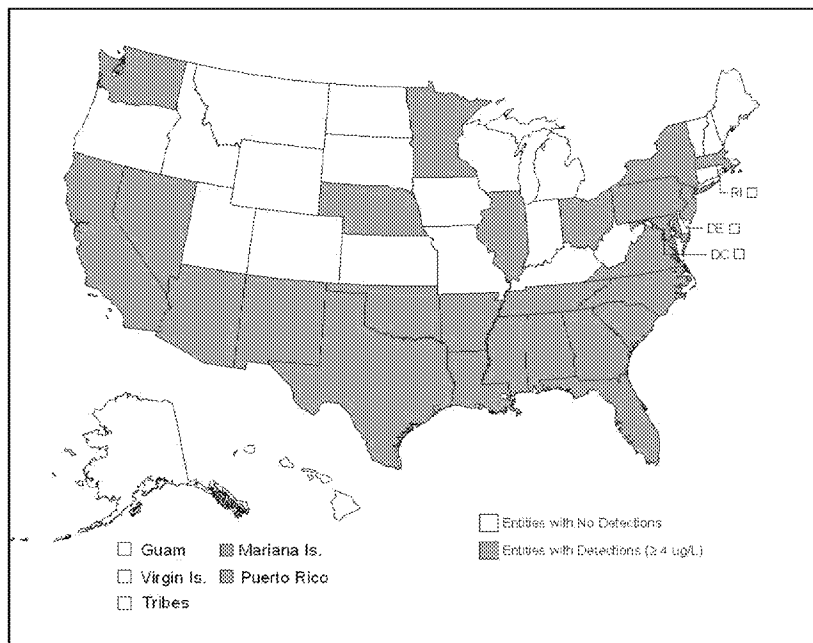 RI
DE
DC
Entities with No Detections
Entities with Detections (≥ 4 ug/L)
Guam
Mariana Is.
Virgin Is.
Puerto Rico
Tribes